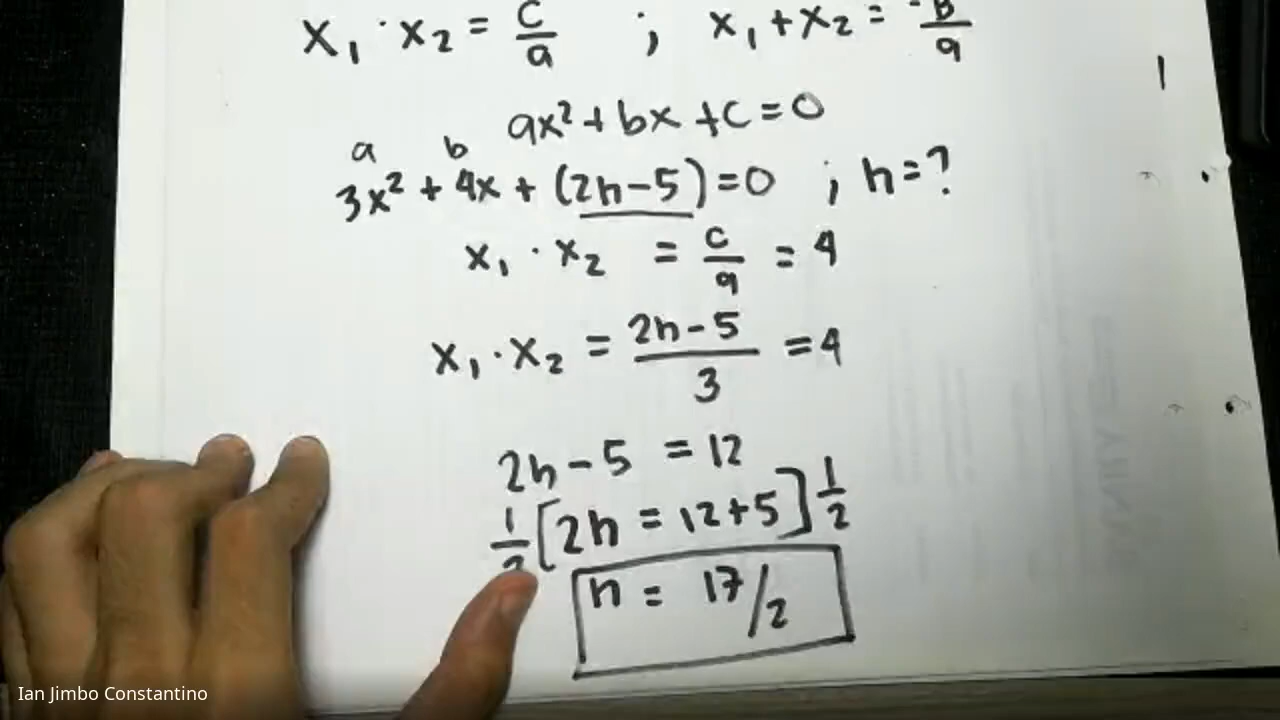 x₁ · x₂ = c/a ; x₁ + x₂ = -B/a
ax² + bx + c = 0
a b
3x² + 4x + (2h - 5) = 0 ; h = ?
x₁ · x₂ = c/a = 4
x₁ · x₂ = 2h - 5 / 3 = 4
2h - 5 = 12
1/2 [2h = 12 + 5] 1/2
h = 17/2
Ian Jimbo Constantino